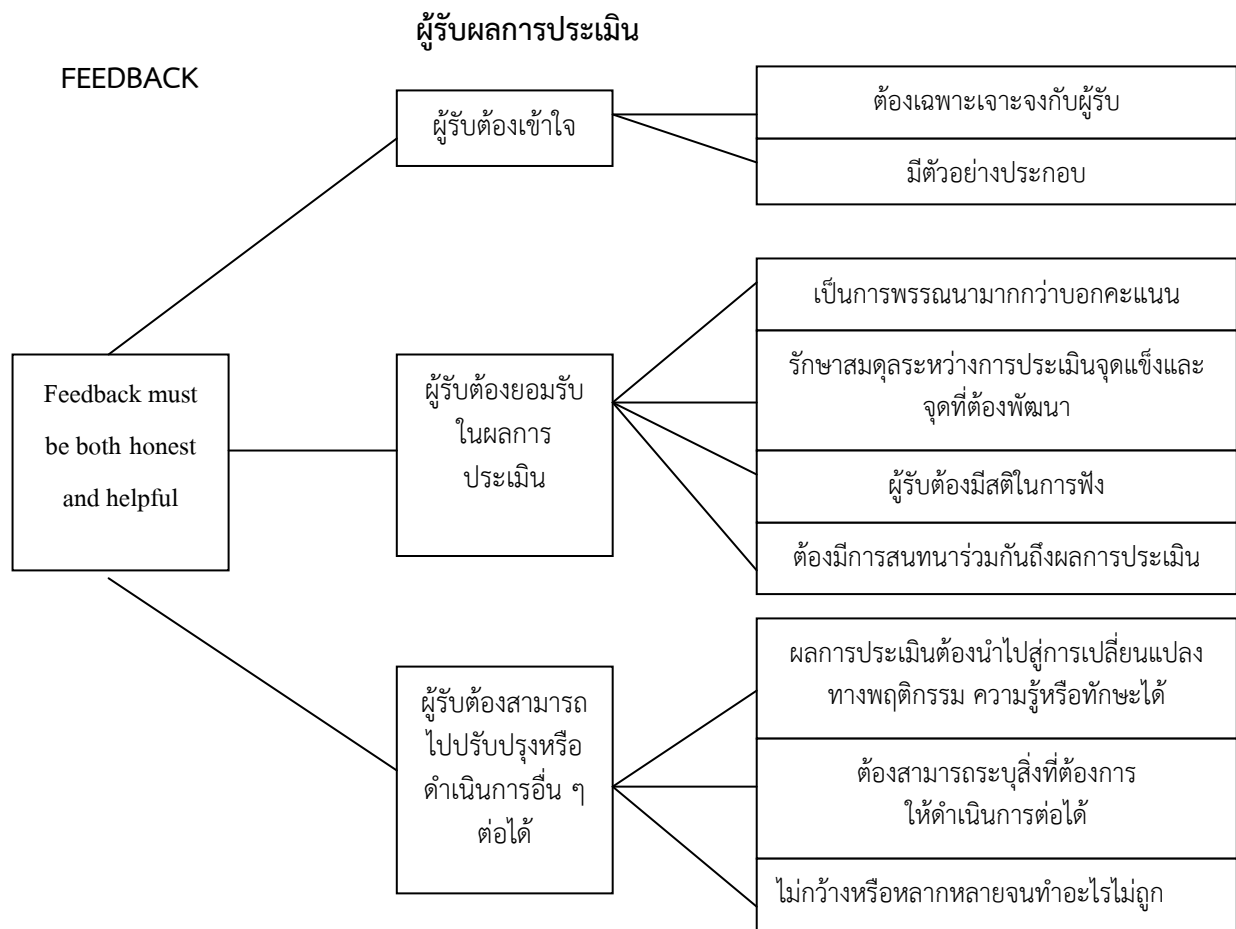 ผู้รับผลการประเมิน
FEEDBACK
ผู้รับต้องเข้าใจ
ต้องเฉพาะเจาะจงกับผู้รับ
มีตัวอย่างประกอบ
Feedback must
be both honest
and helpful
ผู้รับต้องยอมรับ
ในผลการ
ประเมิน
เป็นการพรรณนามากกว่าบอกคะแนน
รักษาสมดุลระหว่างการประเมินจุดแข็งและ
จุดที่ต้องพัฒนา
ผู้รับต้องมีสติในการฟัง
ต้องมีการสนทนาร่วมกันถึงผลการประเมิน
ผู้รับต้องสามารถ
ไปปรับปรุงหรือ
ดำเนินการอื่น ๆ
ต่อได้
ผลการประเมินต้องนำไปสู่การเปลี่ยนแปลง
ทางพฤติกรรม ความรู้หรือทักษะได้
ต้องสามารถระบุสิ่งที่ต้องการ
ให้ดำเนินการต่อได้
ไม่กว้างหรือหลากหลายจนทำอะไรไม่ถูก